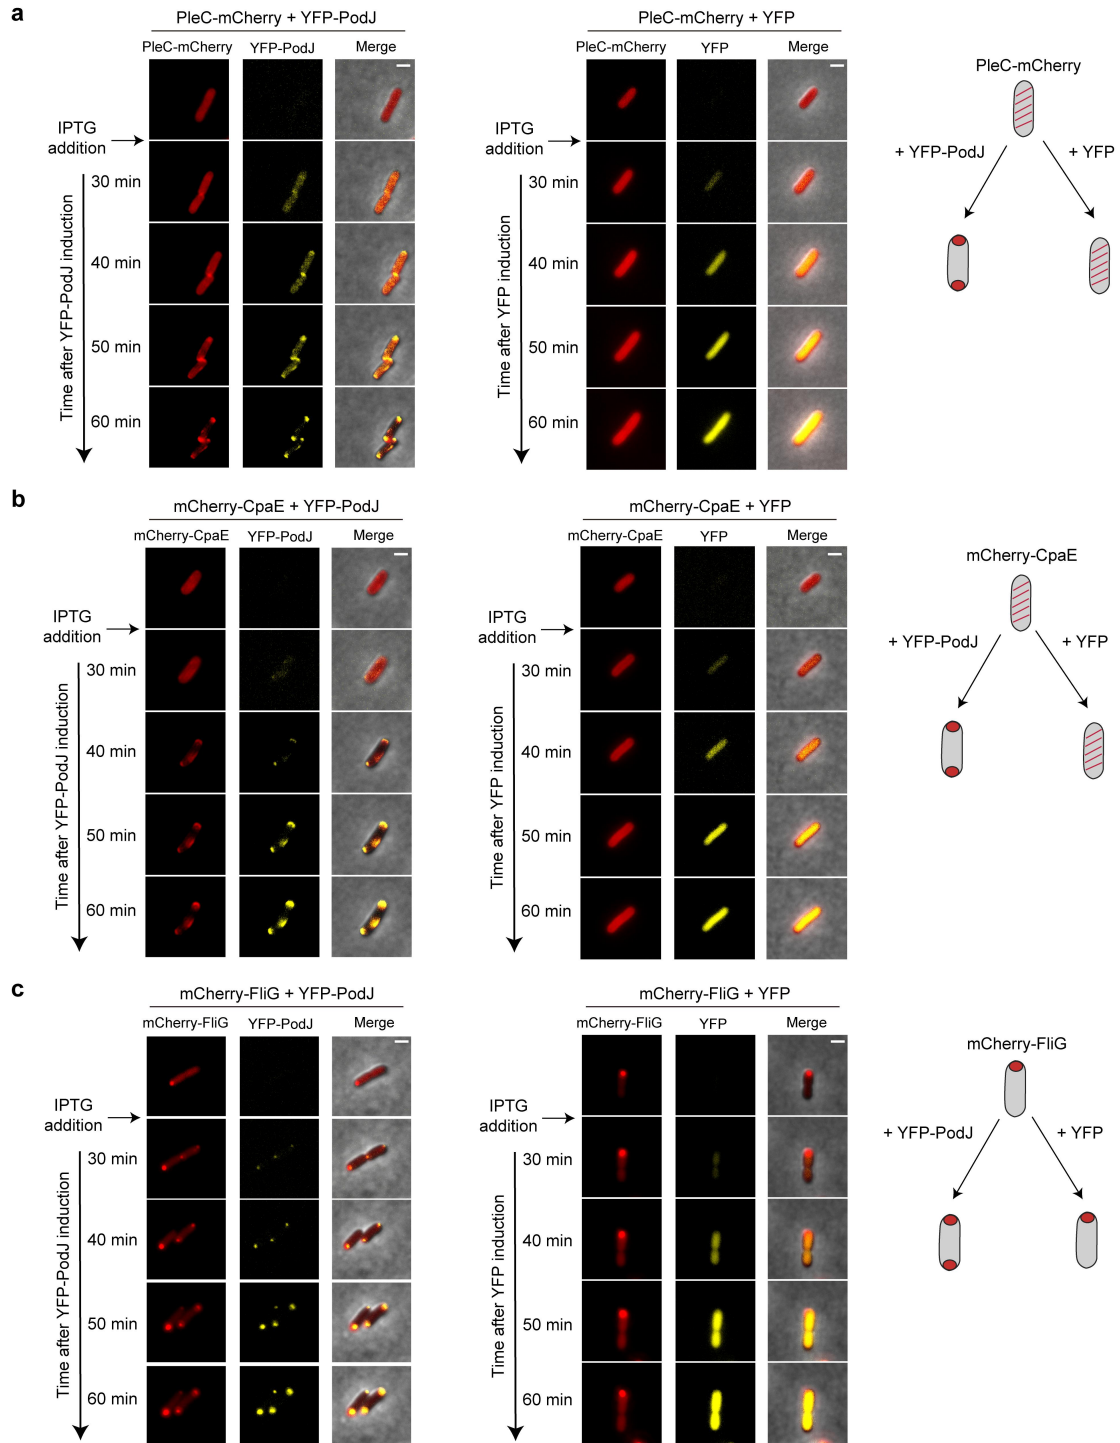 a
PleC-mCherry + YFP-PodJ
PleC-mCherry YFP-PodJ Merge
IPTG
addition
30 min
40 min
50 min
60 min
Time after YFP-PodJ induction
PleC-mCherry + YFP
PleC-mCherry YFP Merge
IPTG
addition
30 min
40 min
50 min
60 min
Time after YFP induction
PleC-mCherry
+ YFP-PodJ + YFP
b
mCherry-CpaE + YFP-PodJ
mCherry-CpaE YFP-PodJ Merge
IPTG
addition
30 min
40 min
50 min
60 min
Time after YFP-PodJ induction
mCherry-CpaE + YFP
mCherry-CpaE YFP Merge
IPTG
addition
30 min
40 min
50 min
60 min
Time after YFP induction
mCherry-CpaE
+ YFP-PodJ + YFP
c
mCherry-FliG + YFP-PodJ
mCherry-FliG YFP-PodJ Merge
IPTG
addition
30 min
40 min
50 min
60 min
Time after YFP-PodJ induction
mCherry-FliG + YFP
mCherry-FliG YFP Merge
IPTG
addition
30 min
40 min
50 min
60 min
Time after YFP induction
mCherry-FliG
+ YFP-PodJ + YFP